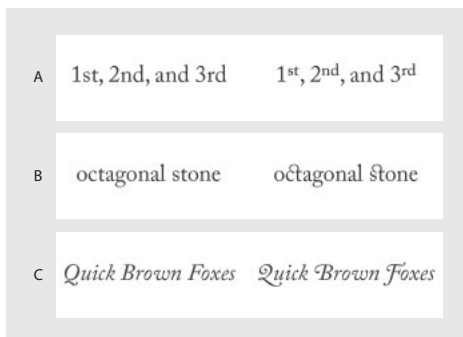 A 1st, 2nd, and 3rd 1st, 2nd, and 3rd
B octagonal stone octagonal stone
C Quick Brown Foxes Quick Brown Foxes